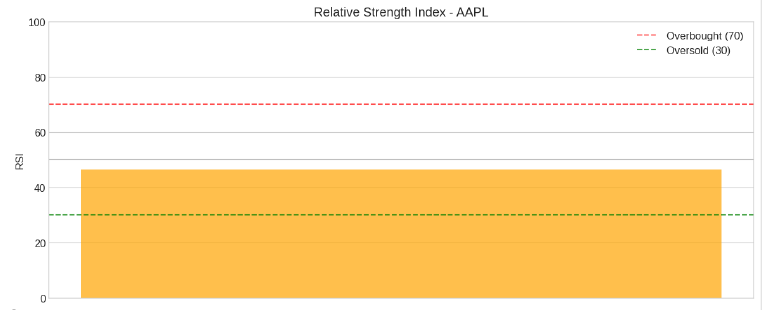 Relative Strength Index - AAPL
100
80
60
40
20
0
RSI
Overbought (70)
Oversold (30)